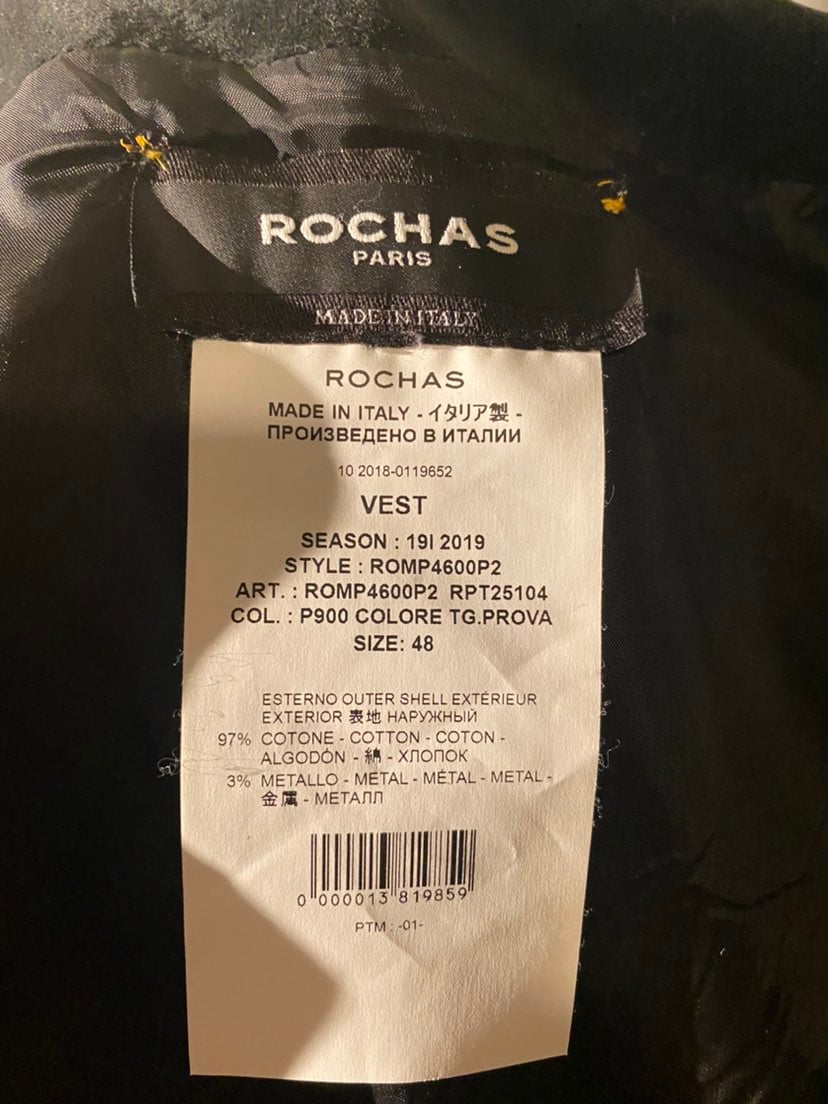 ROCHAS
PARIS
MADE IN ITALY
ROCHAS
MADE IN ITALY - イタリア製 -
ПРОИЗВЕДЕНО В ИТАЛИИ
10 2018-0119652
VEST
SEASON : 19I 2019
STYLE : ROMP4600P2
ART. : ROMP4600P2 RPT25104
COL. : P900 COLORE TG.PROVA
SIZE: 48
ESTERNO OUTER SHELL EXTÉRIEUR
EXTERIOR 表地 НАРУЖНЫЙ
97% COTONE - COTTON - COTON -
ALGODÓN - 綿 - ХЛОПОК
3% METALLO - METAL - MÉTAL - METAL -
金属 - МЕТАЛЛ
0 000013 819859
PTM : -01-